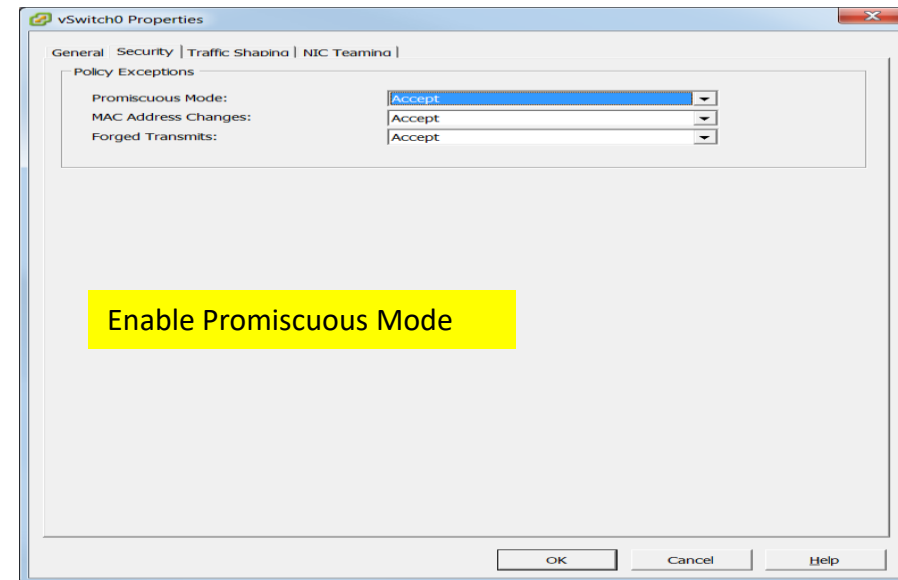 vSwitch0 Properties
General Security Traffic Shaping NIC Teaming
Policy Exceptions
Promiscuous Mode: Accept
MAC Address Changes: Accept
Forged Transmits: Accept
Enable Promiscuous Mode
OK Cancel Help